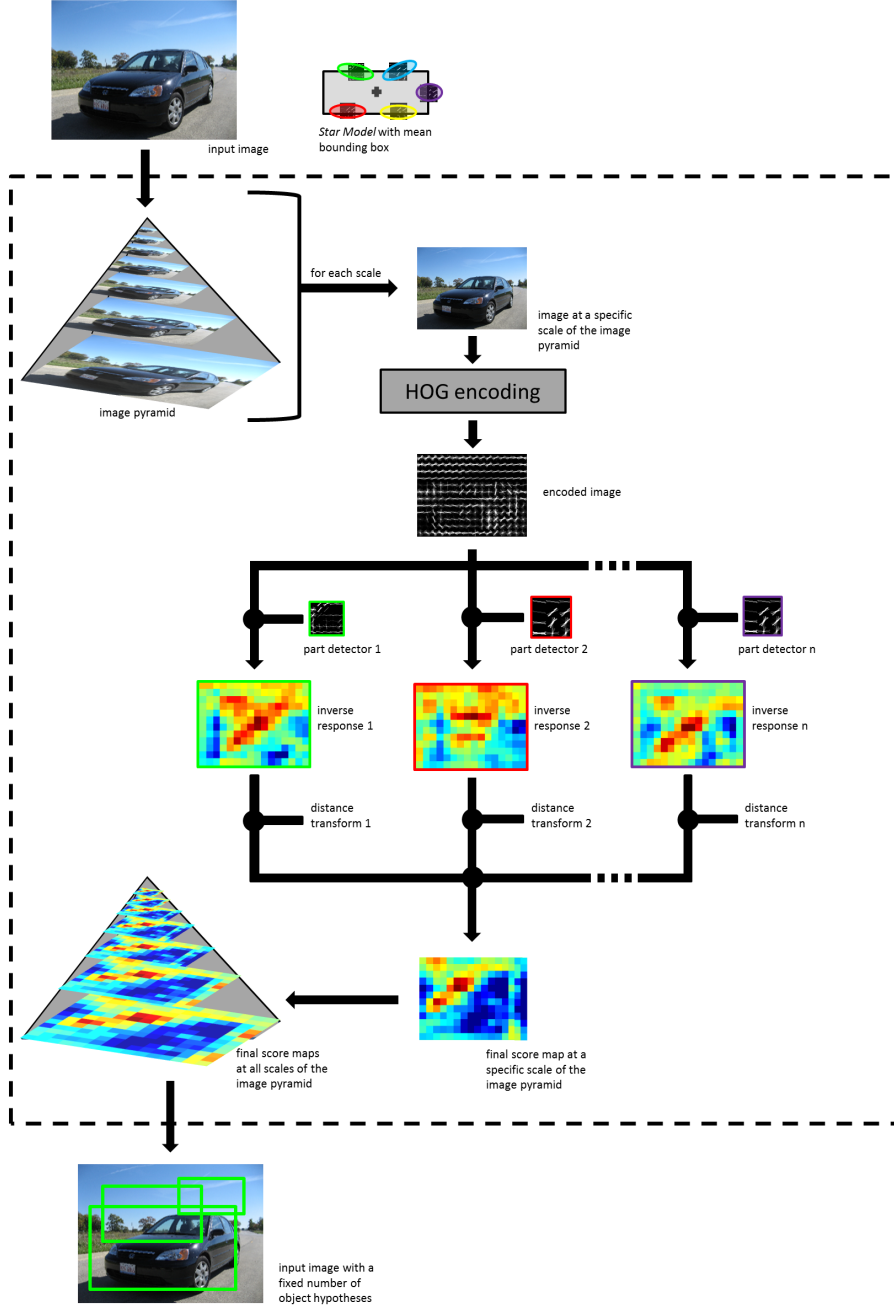 input image
Star Model with mean
bounding box
for each scale
image at a specific
scale of the image
pyramid
image pyramid
HOG encoding
encoded image
part detector 1
part detector 2
part detector n
inverse
response 1
inverse
response 2
inverse
response n
distance
transform 1
distance
transform 2
distance
transform n
final score maps
at all scales of the
image pyramid
final score map at a
specific scale of the
image pyramid
input image with a
fixed number of
object hypotheses